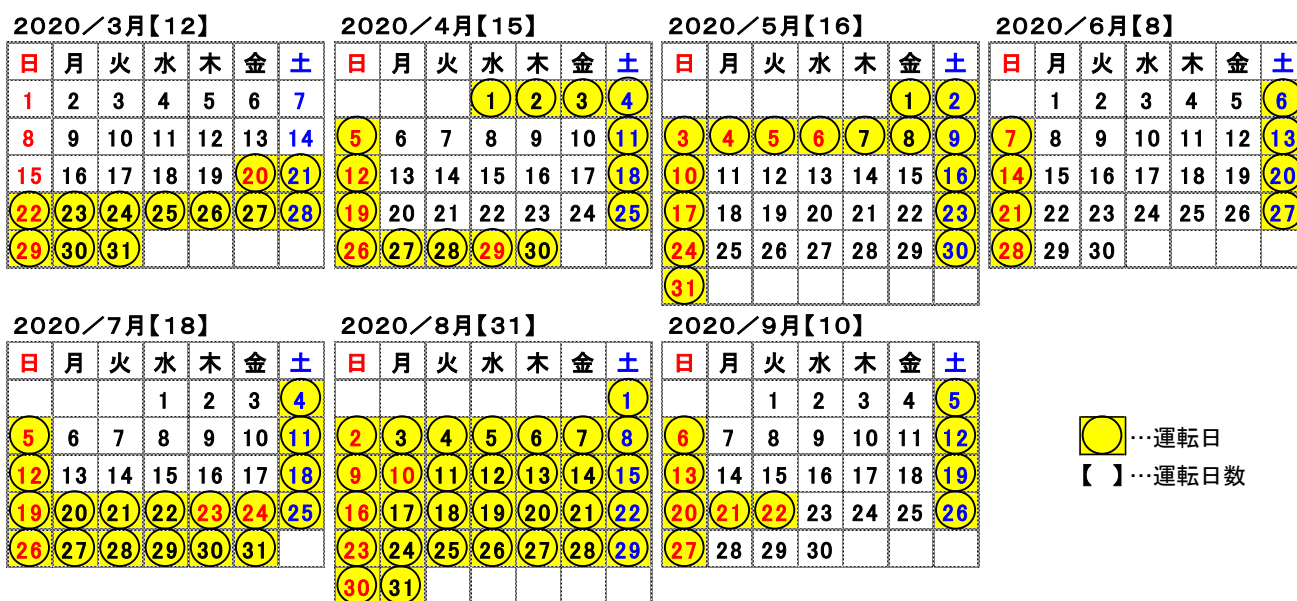 2020/3月【12】
日 月 火 水 木 金 土
1 2 3 4 5 6 7
8 9 10 11 12 13 14
15 16 17 18 19 20 21
22 23 24 25 26 27 28
29 30 31
2020/4月【15】
日 月 火 水 木 金 土
1 2 3 4
5 6 7 8 9 10 11
12 13 14 15 16 17 18
19 20 21 22 23 24 25
26 27 28 29 30
2020/5月【16】
日 月 火 水 木 金 土
1 2
3 4 5 6 7 8 9
10 11 12 13 14 15 16
17 18 19 20 21 22 23
24 25 26 27 28 29 30
31
2020/6月【8】
日 月 火 水 木 金 土
1 2 3 4 5 6
7 8 9 10 11 12 13
14 15 16 17 18 19 20
21 22 23 24 25 26 27
28 29 30
2020/7月【18】
日 月 火 水 木 金 土
1 2 3 4
5 6 7 8 9 10 11
12 13 14 15 16 17 18
19 20 21 22 23 24 25
26 27 28 29 30 31
2020/8月【31】
日 月 火 水 木 金 土
1
2 3 4 5 6 7 8
9 10 11 12 13 14 15
16 17 18 19 20 21 22
23 24 25 26 27 28 29
30 31
2020/9月【10】
日 月 火 水 木 金 土
1 2 3 4 5
6 7 8 9 10 11 12
13 14 15 16 17 18 19
20 21 22 23 24 25 26
27 28 29 30
…運転日
【 】…運転日数